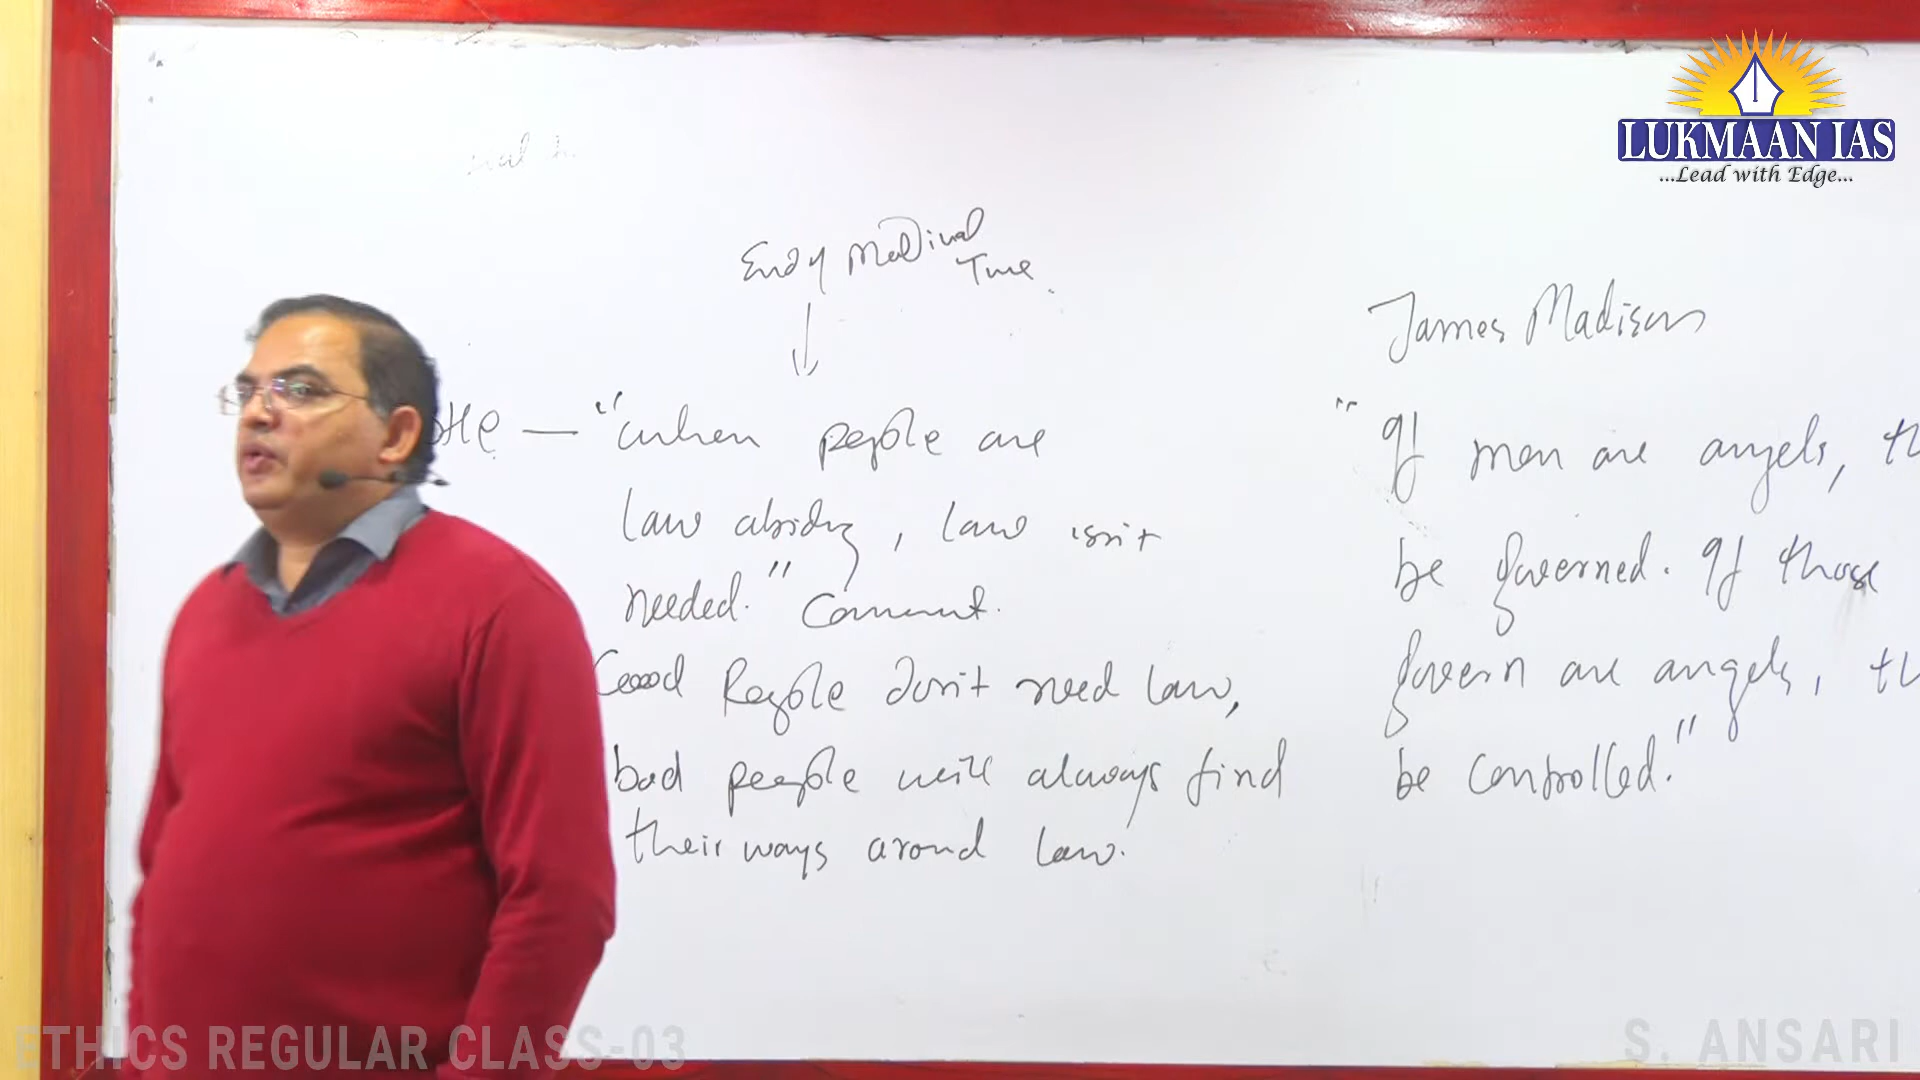 LUKMAAN IAS
...Lead with Edge...
End of Medival
Time
James Madison
"when people are
law abiding, law isn't
needed." Comment.
Good People don't need law,
bad people will always find
their ways around law.
" If men are angels,
be governed. If those
govern are angels,
be controlled."
ETHICS REGULAR CLASS-03
S. ANSARI